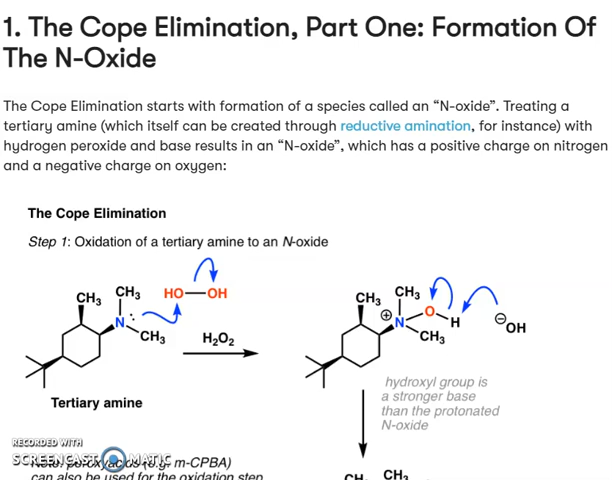 1. The Cope Elimination, Part One: Formation Of
The N-Oxide
The Cope Elimination starts with formation of a species called an “N-oxide”. Treating a
tertiary amine (which itself can be created through reductive amination, for instance) with
hydrogen peroxide and base results in an “N-oxide”, which has a positive charge on nitrogen
and a negative charge on oxygen:
The Cope Elimination
Step 1: Oxidation of a tertiary amine to an N-oxide
CH3 CH3 HO—OH
N: CH3
H2O2
CH3 CH3
⊕ N O H ⊖OH
CH3
Tertiary amine
hydroxyl group is
a stronger base
than the protonated
N-oxide
RECORDED WITH
SCREENCAST MATIC
Note: peroxyacids (e.g. m-CPBA)
can also be used for the oxidation step
CH3 CH3